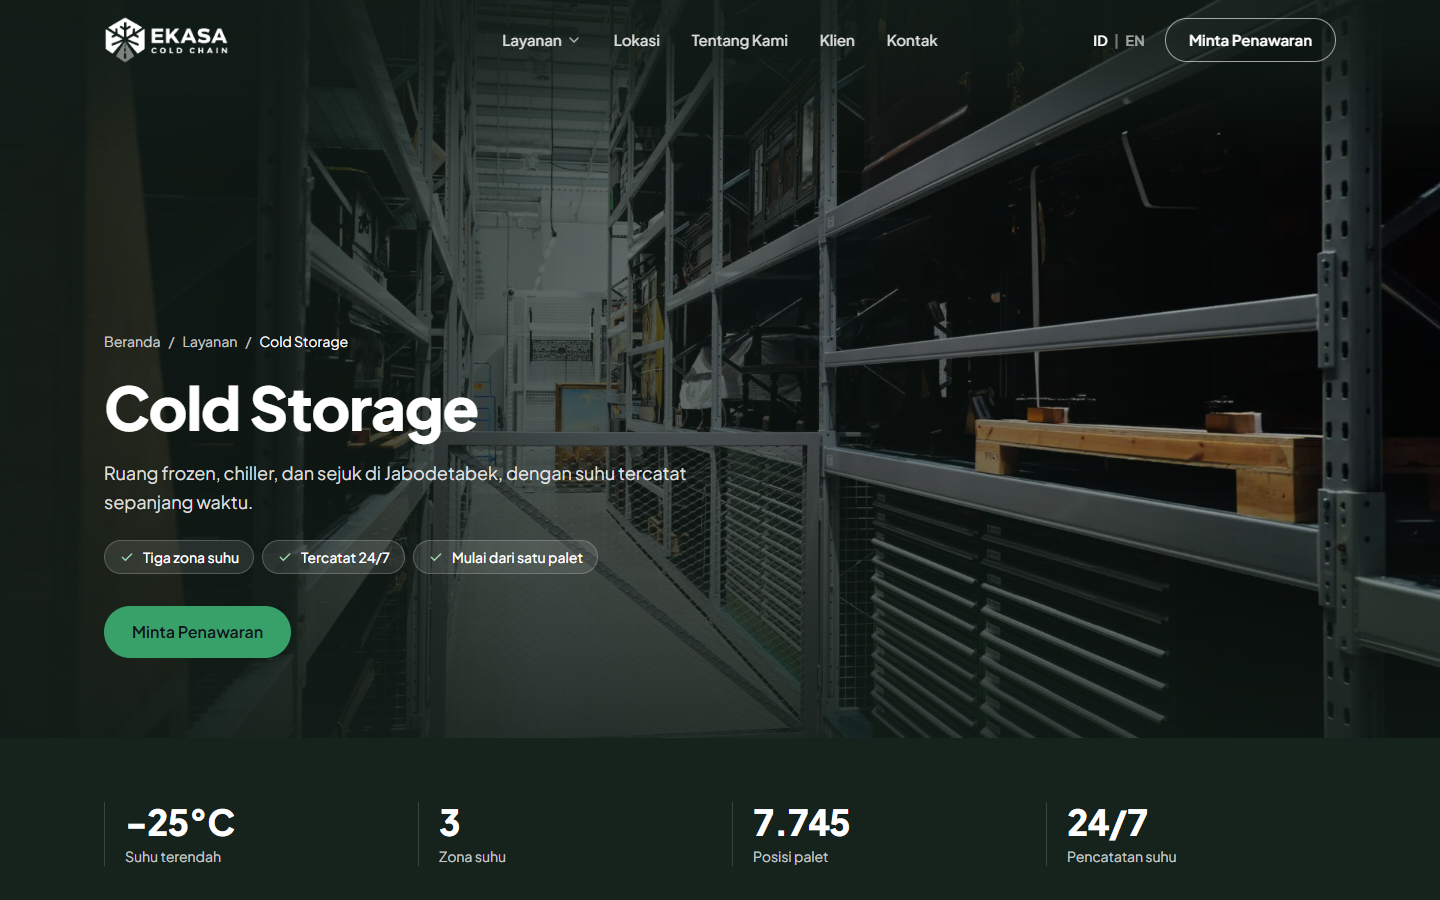 EKASA
COLD CHAIN
Layanan
Lokasi
Tentang Kami
Klien
Kontak
ID | EN
Minta Penawaran
Beranda / Layanan / Cold Storage
Cold Storage
Ruang frozen, chiller, dan sejuk di Jabodetabek, dengan suhu tercatat
sepanjang waktu.
Tiga zona suhu
Tercatat 24/7
Mulai dari satu palet
Minta Penawaran
−25°C
Suhu terendah
3
Zona suhu
7.745
Posisi palet
24/7
Pencatatan suhu